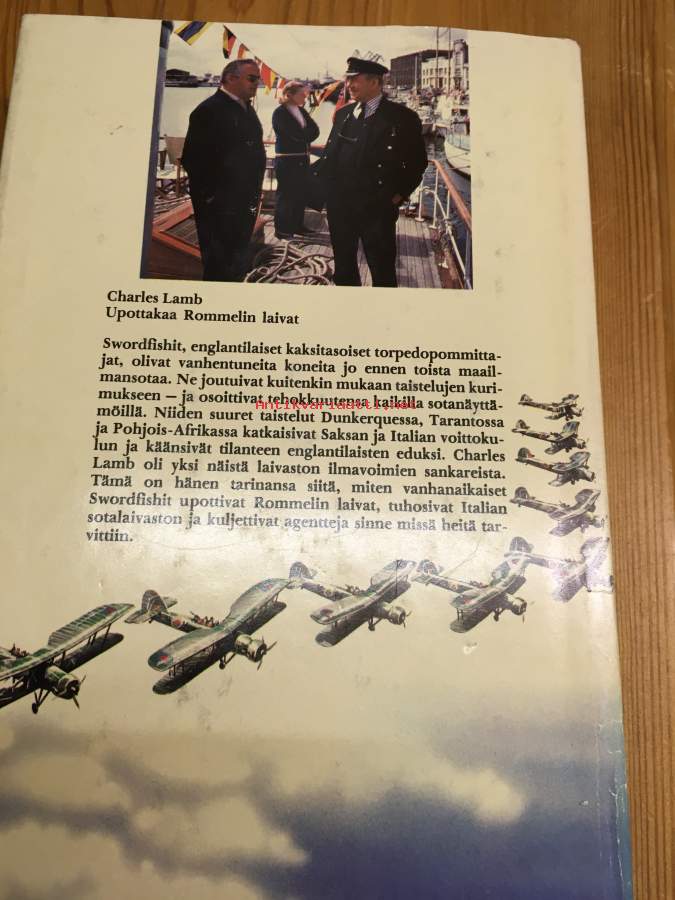 Charles Lamb
Upottakaa Rommelin laivat
Swordfishit, englantilaiset kaksitasoiset torpedopommitta-
jat, olivat vanhentuneita koneita jo ennen toista maail-
mansotaa. Ne joutuivat kuitenkin mukaan taistelujen kuri-
mukseen – ja osoittivat tehokkuutensa kaikilla sotanäyttä-
Antikvariaatti.net
möillä. Niiden suuret taistelut Dunkerquessa, Tarantossa
ja Pohjois-Afrikassa katkaisivat Saksan ja Italian voittoku-
lun ja käänsivät tilanteen englantilaisten eduksi. Charles
Lamb oli yksi näistä laivaston ilmavoimien sankareista.
Tämä on hänen tarinansa siitä, miten vanhanaikaiset
Swordfishit upottivat Rommelin laivat, tuhosivat Italian
sotalaivaston ja kuljettivat agentteja sinne missä heitä tar-
vittiin.